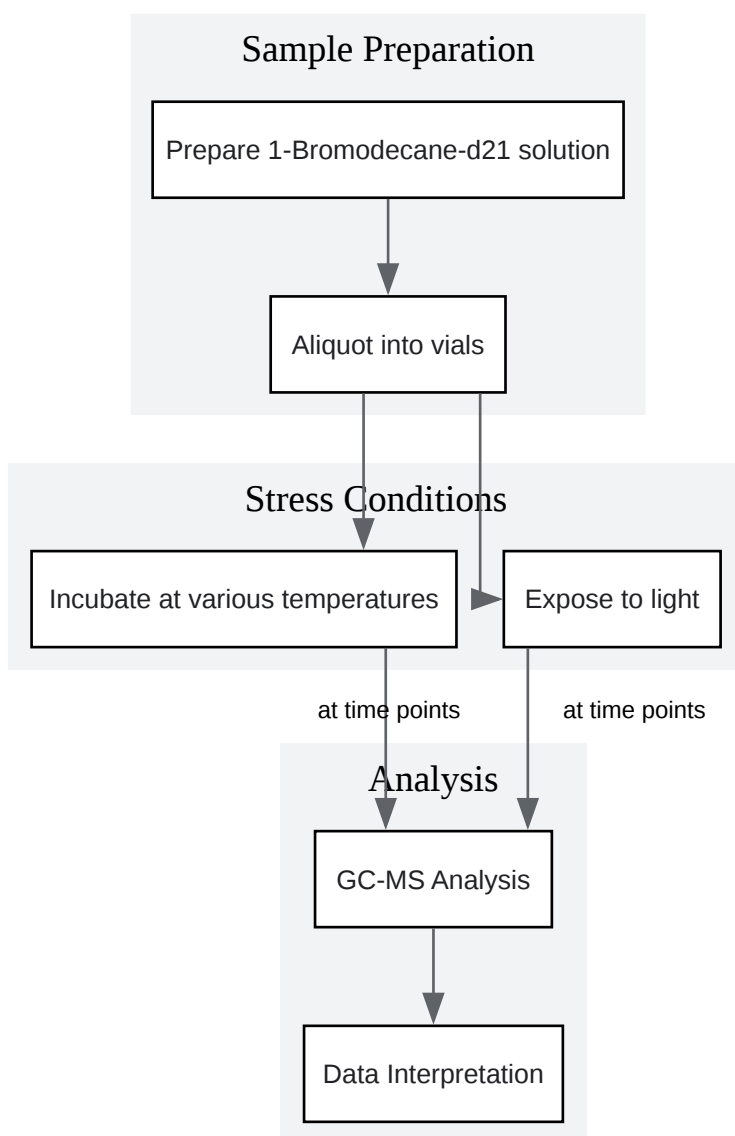 Sample Preparation
Prepare 1-Bromodecane-d21 solution
Aliquot into vials
Stress Conditions
Incubate at various temperatures
Expose to light
at time points
at time points
Analysis
GC-MS Analysis
Data Interpretation